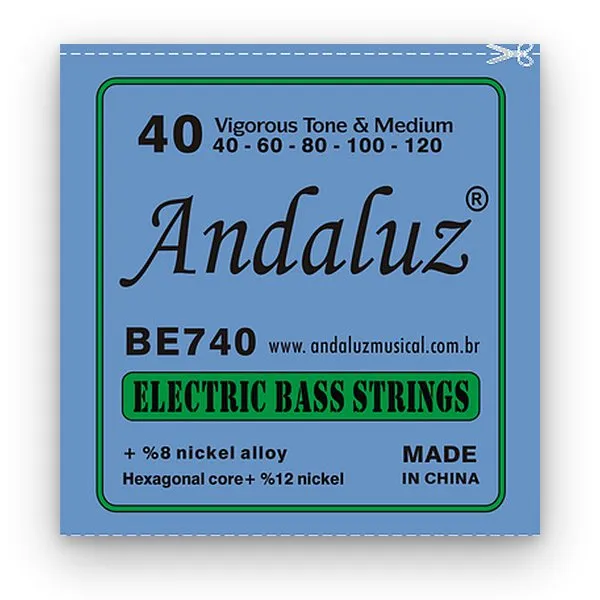 40 Vigorous Tone & Medium
40 - 60 - 80 - 100 - 120
Andaluz®
BE740 www.andaluzmusical.com.br
ELECTRIC BASS STRINGS
+ %8 nickel alloy MADE
Hexagonal core+ %12 nickel IN CHINA